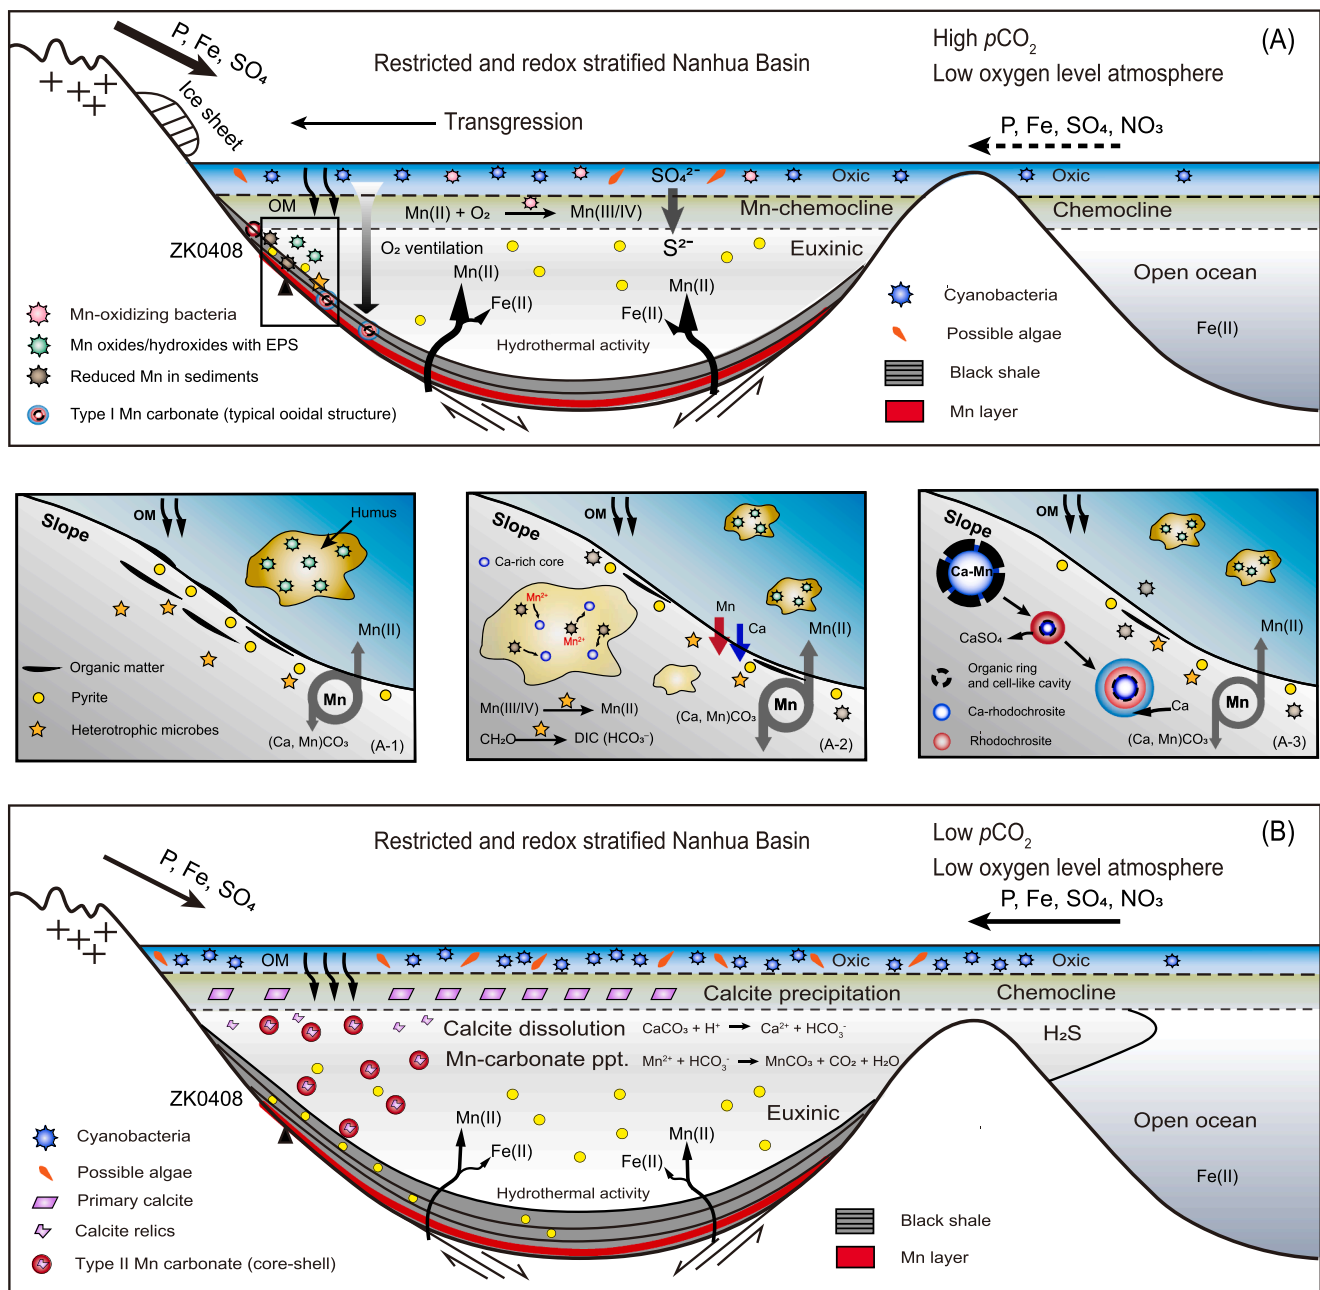 P, Fe, SO₄
Ice sheet
Restricted and redox stratified Nanhua Basin
High pCO₂
Low oxygen level atmosphere
(A)
Transgression
P, Fe, SO₄, NO₃
SO₄²⁻
Oxic
Oxic
OM
Mn(II) + O₂
Mn(III/IV)
Mn-chemocline
Chemocline
ZK0408
O₂ ventilation
S²⁻
Euxinic
Mn(II)
Fe(II)
Mn(II)
Fe(II)
Hydrothermal activity
Open ocean
Fe(II)
Mn-oxidizing bacteria
Mn oxides/hydroxides with EPS
Reduced Mn in sediments
Type I Mn carbonate (typical ooidal structure)
Cyanobacteria
Possible algae
Black shale
Mn layer
Slope
OM
Humus
Mn(II)
Organic matter
Pyrite
Heterotrophic microbes
Mn
(Ca, Mn)CO₃
(A-1)
Slope
OM
Ca-rich core
Mn²⁺
Mn²⁺
Mn
Ca
Mn(II)
Mn(III/IV)
Mn(II)
CH₂O
DIC (HCO₃⁻)
(Ca, Mn)CO₃
Mn
(A-2)
Slope
OM
Ca-Mn
CaSO₄
Mn(II)
Organic ring
and cell-like cavity
Ca-rhodochrosite
Rhodochrosite
Ca
Mn
(Ca, Mn)CO₃
(A-3)
P, Fe, SO₄
Restricted and redox stratified Nanhua Basin
Low pCO₂
Low oxygen level atmosphere
(B)
P, Fe, SO₄, NO₃
OM
Oxic
Oxic
Calcite precipitation
Chemocline
Calcite dissolution
CaCO₃ + H⁺ → Ca²⁺ + HCO₃⁻
H₂S
Mn-carbonate ppt.
Mn²⁺ + HCO₃⁻ → MnCO₃ + CO₂ + H₂O
ZK0408
Euxinic
Mn(II)
Fe(II)
Mn(II)
Fe(II)
Hydrothermal activity
Open ocean
Fe(II)
Cyanobacteria
Possible algae
Primary calcite
Calcite relics
Type II Mn carbonate (core-shell)
Black shale
Mn layer